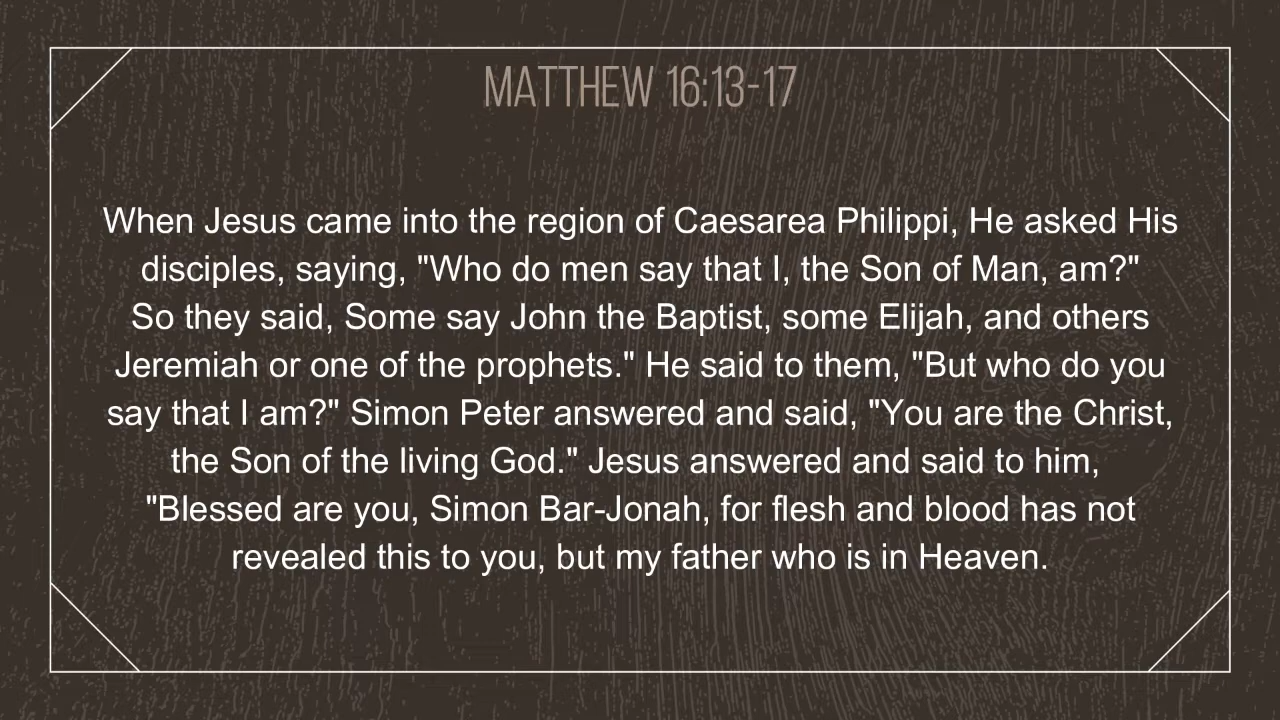 MATTHEW 16:13-17
When Jesus came into the region of Caesarea Philippi, He asked His
disciples, saying, "Who do men say that I, the Son of Man, am?"
So they said, Some say John the Baptist, some Elijah, and others
Jeremiah or one of the prophets." He said to them, "But who do you
say that I am?" Simon Peter answered and said, "You are the Christ,
the Son of the living God." Jesus answered and said to him,
"Blessed are you, Simon Bar-Jonah, for flesh and blood has not
revealed this to you, but my father who is in Heaven.